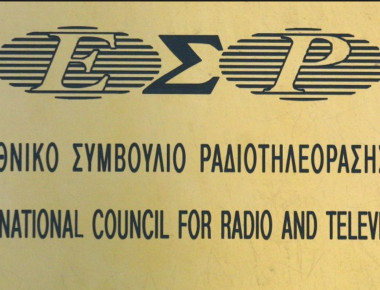 ΕΣΡ
ΘΝΙΚΟ ΣΥΜΒΟΥΛΙΟ ΡΑΔΙΟΤΗΛΕΟΡΑΣΗΣ
NATIONAL COUNCIL FOR RADIO AND TELEVI